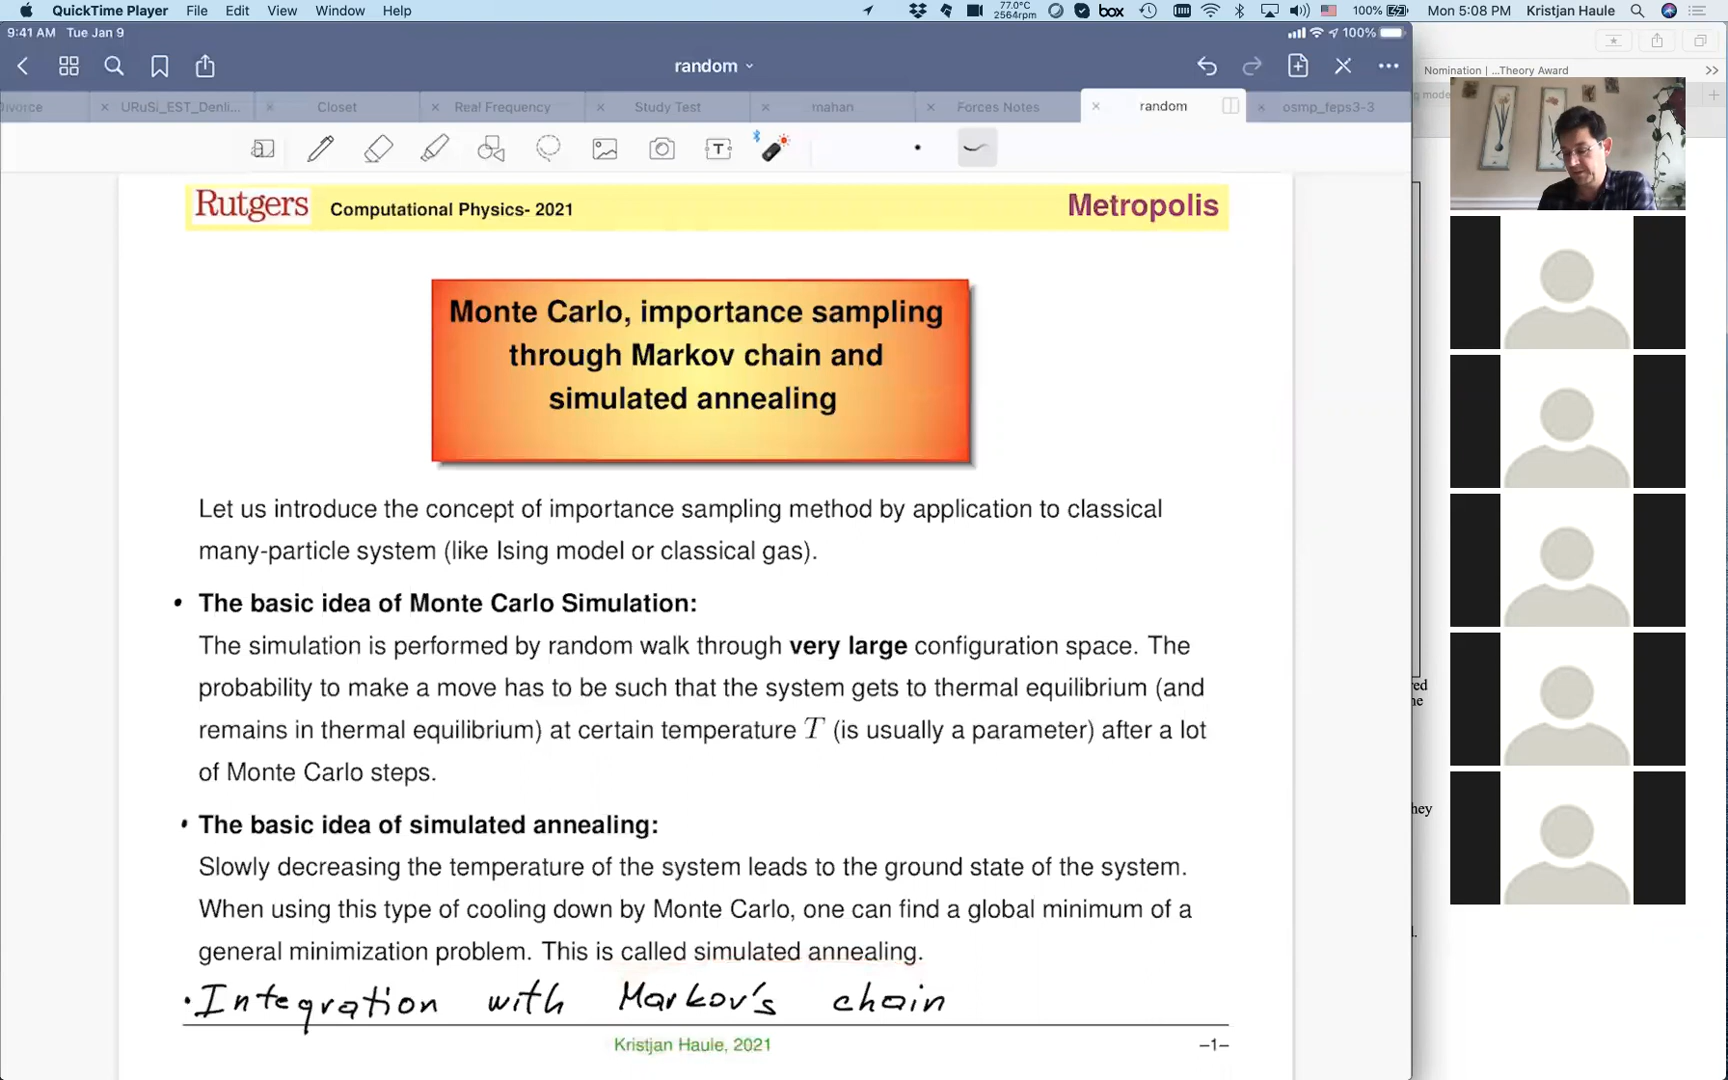 QuickTime Player File Edit View Window Help 77.0°C 2564rpm box 100% Mon 5:08 PM Kristjan Haule
9:41 AM Tue Jan 9 100%
random
Nomination | ...Theory Award
ivorce URuSi_EST_Denli... Closet Real Frequency Study Test mahan Forces Notes random osmp_feps3-3
T
Rutgers Computational Physics- 2021 Metropolis
Monte Carlo, importance sampling
through Markov chain and
simulated annealing
Let us introduce the concept of importance sampling method by application to classical
many-particle system (like Ising model or classical gas).
• The basic idea of Monte Carlo Simulation:
The simulation is performed by random walk through very large configuration space. The
probability to make a move has to be such that the system gets to thermal equilibrium (and
remains in thermal equilibrium) at certain temperature T (is usually a parameter) after a lot
of Monte Carlo steps.
• The basic idea of simulated annealing:
Slowly decreasing the temperature of the system leads to the ground state of the system.
When using this type of cooling down by Monte Carlo, one can find a global minimum of a
general minimization problem. This is called simulated annealing.
• Integration with Markov's chain
Kristjan Haule, 2021 –1–